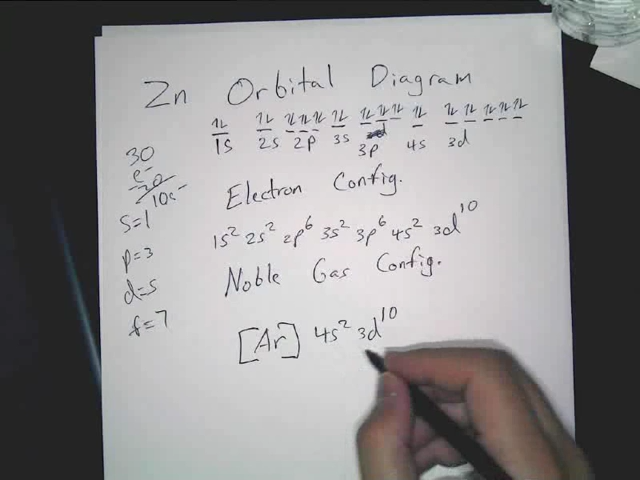 Zn Orbital Diagram
1s 2s 2p 3s 3p 4s 3d
30
e-
-20
10e-
s=1
p=3
d=5
f=7
Electron Config.
1s² 2s² 2p⁶ 3s² 3p⁶ 4s² 3d¹⁰
Noble Gas Config.
[Ar] 4s² 3d¹⁰